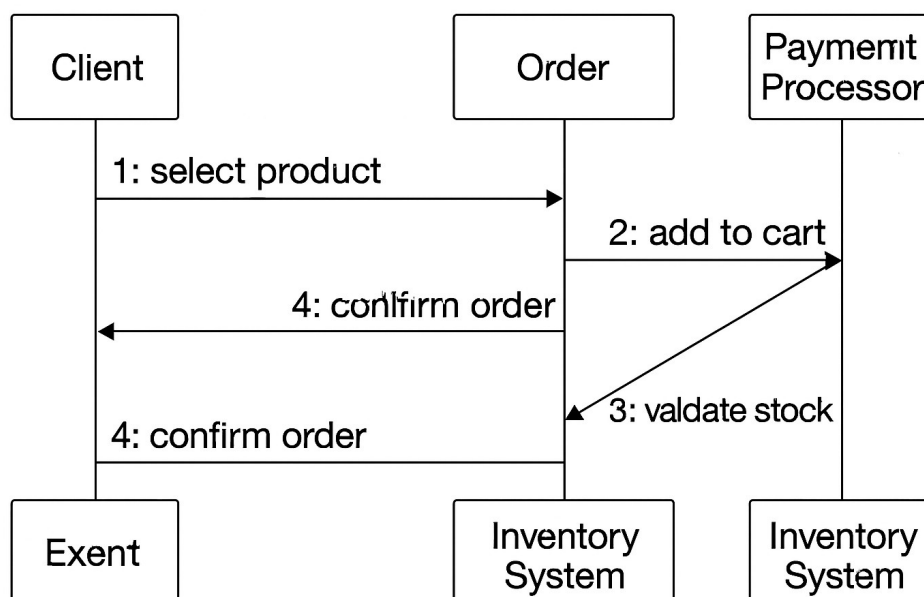 Client
Order
Paymemt
Processor
1: select product
2: add to cart
4: conlfirm order
3: valdate stock
4: confirm order
Exent
Inventory
System
Inventory
System